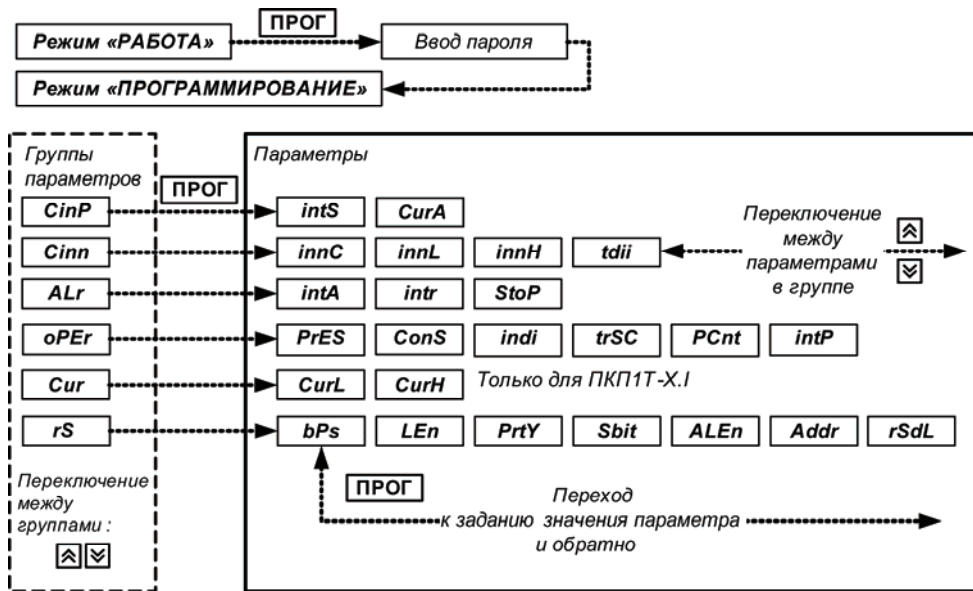 ПРОГ
Режим «РАБОТА»
Ввод пароля
Режим «ПРОГРАММИРОВАНИЕ»
Группы
параметров
ПРОГ
Параметры
CinP
intS CurA
Cinn
innC innL innH tdii
Переключение
между
параметрами
в группе
ALr
intA intr StoP
oPEr
PrES ConS indi trSC PCnt intP
Cur
CurL CurH Только для ПКП1Т-Х.I
rS
bPs LEn PrtY Sbit ALEn Addr rSdL
Переключение
между
группами :
ПРОГ
Переход
к заданию значения параметра
и обратно